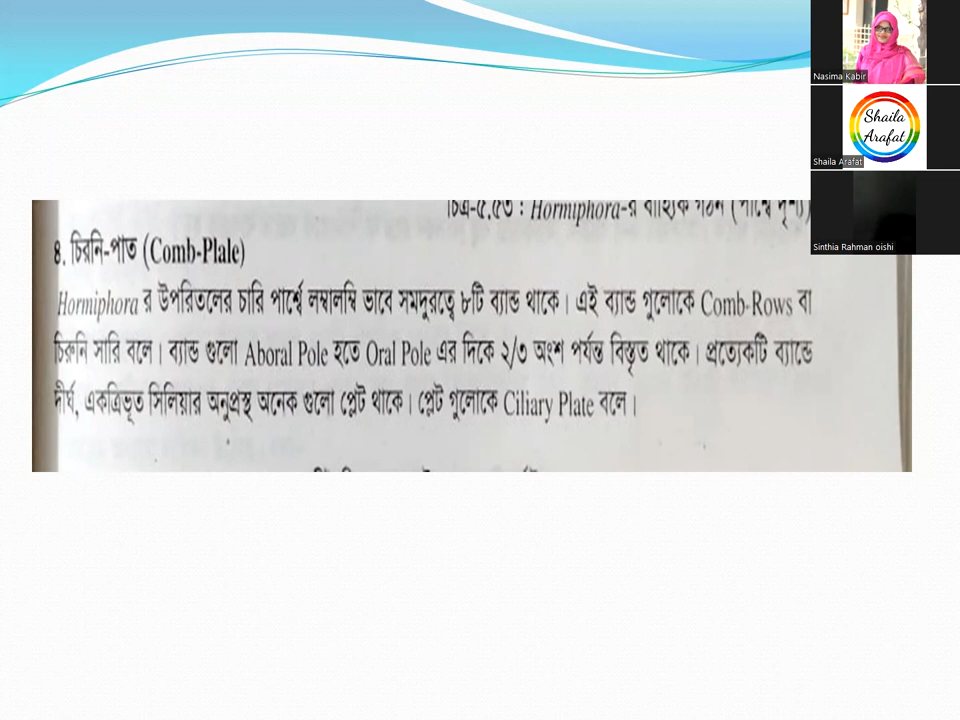 Nasima Kabir
Shaila
Arafat
Shaila Arafat
Sinthia Rahman oishi
চিত্র-৫.৫৩ : Hormiphora-র বাহ্যিক গঠন (পার্শ্বে দৃশ্য)
৪. চিরনি-পাত (Comb-Plale)
Hormiphora র উপরিতলের চারি পার্শ্বে লম্বালম্বি ভাবে সমদুরত্বে ৮টি ব্যান্ড থাকে। এই ব্যান্ড গুলোকে Comb-Rows বা
চিরুনি সারি বলে। ব্যান্ড গুলো Aboral Pole হতে Oral Pole এর দিকে ২/৩ অংশ পর্যন্ত বিস্তৃত থাকে। প্রত্যেকটি ব্যান্ডে
দীর্ঘ, একত্রিভূত সিলিয়ার অনুপ্রস্থ অনেক গুলো প্লেট থাকে। প্লেট গুলোকে Ciliary Plate বলে।